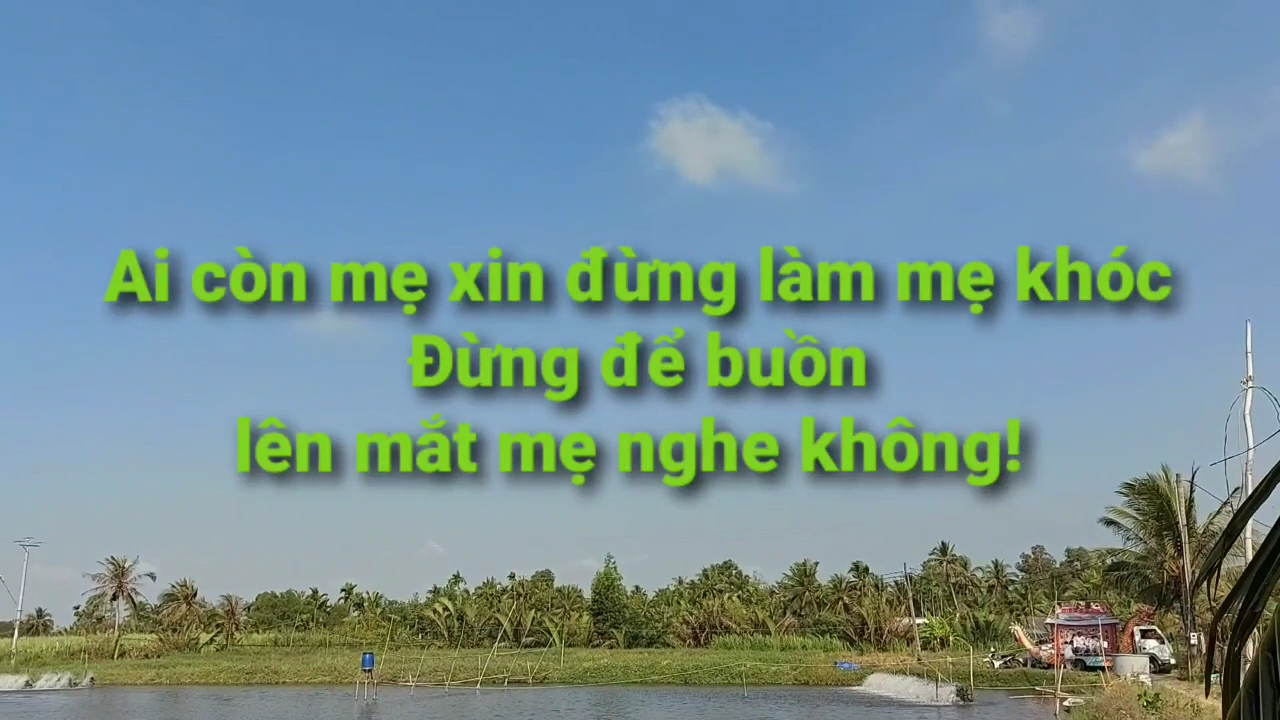 Ai còn mẹ xin đừng làm mẹ khóc
Đừng để buồn
lên mắt mẹ nghe không!